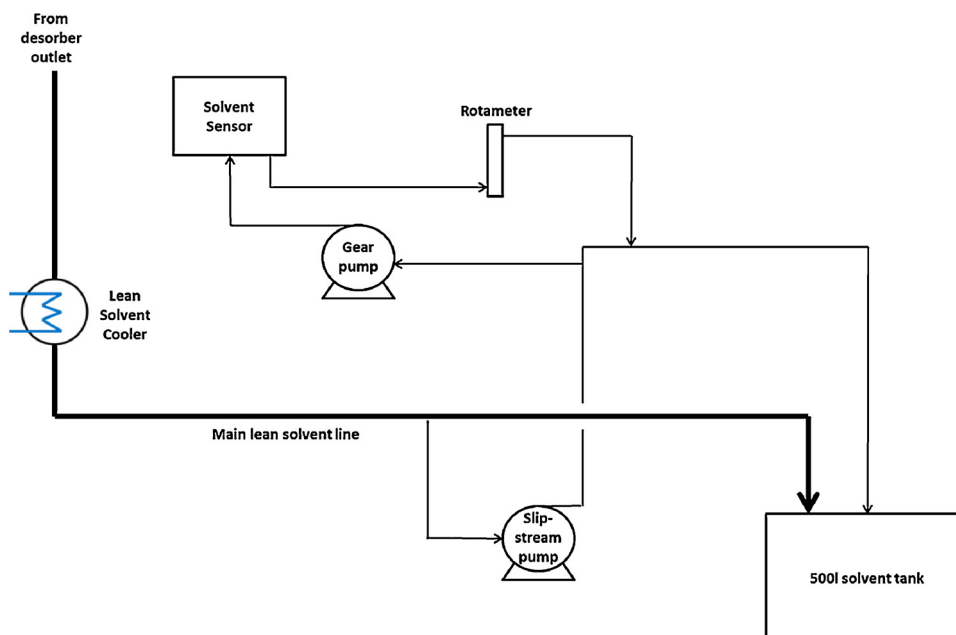 From
desorber
outlet
Solvent
Sensor
Rotameter
Gear
pump
Lean
Solvent
Cooler
Main lean solvent line
Slip-
stream
pump
500l solvent tank